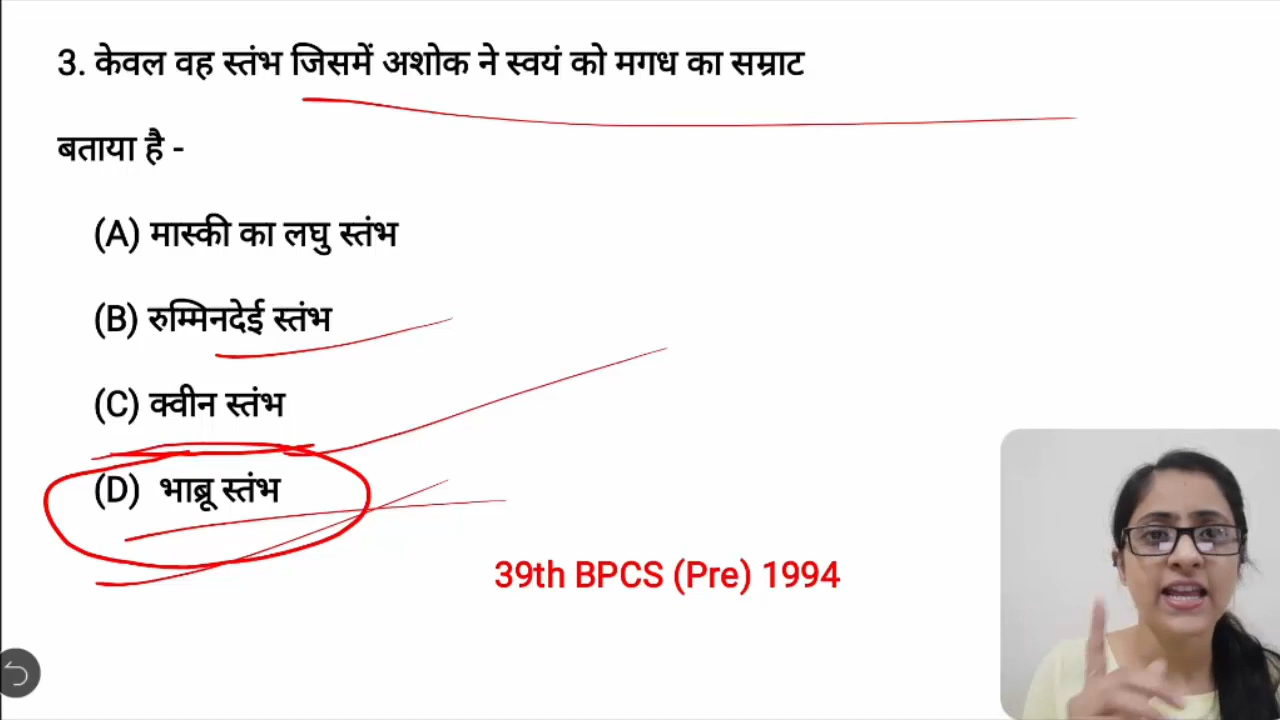 3. केवल वह स्तंभ जिसमें अशोक ने स्वयं को मगध का सम्राट
बताया है -
(A) मास्की का लघु स्तंभ
(B) रुम्मिनदेई स्तंभ
(C) क्वीन स्तंभ
(D) भाब्रू स्तंभ
39th BPCS (Pre) 1994